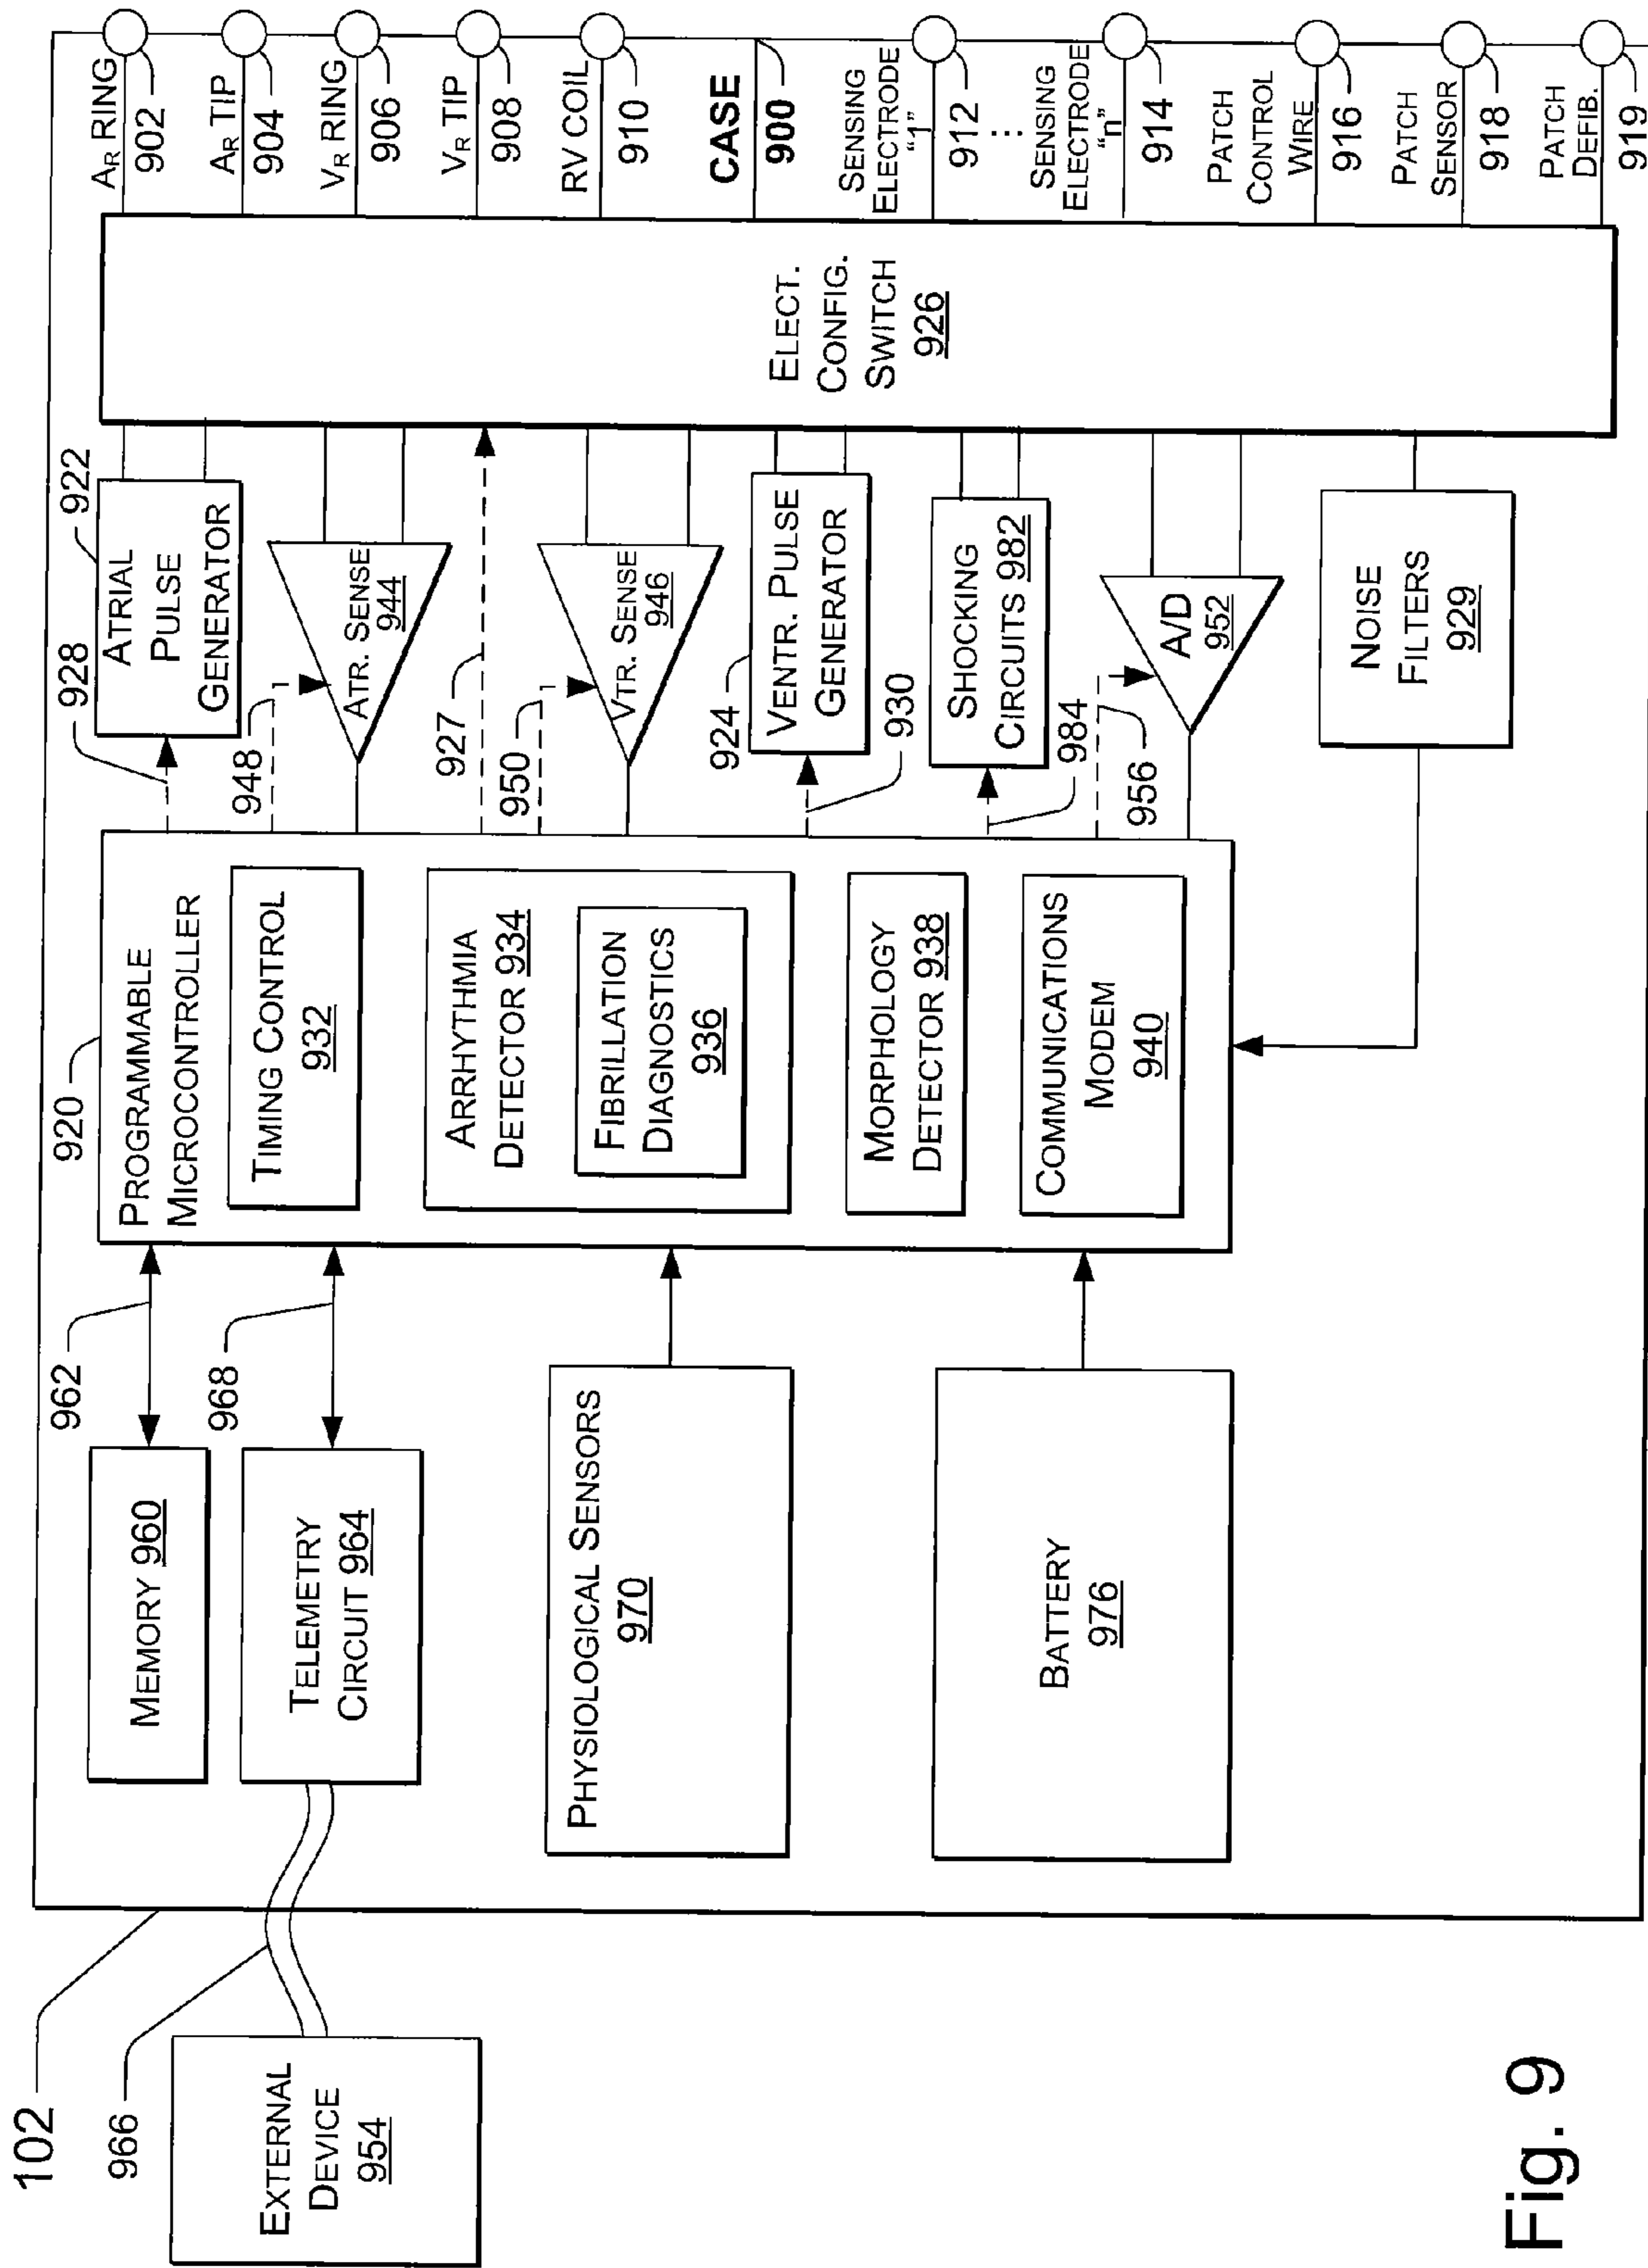 102
966
EXTERNAL
DEVICE
954
MEMORY 960
962
TELEMETRY
CIRCUIT 964
968
PHYSIOLOGICAL SENSORS
970
BATTERY
976
920
PROGRAMMABLE
MICROCONTROLLER
TIMING CONTROL
932
ARRHYTHMIA
DETECTOR 934
FIBRILLATION
DIAGNOSTICS
936
MORPHOLOGY
DETECTOR 938
COMMUNICATIONS
MODEM
940
928
922
ATRIAL
PULSE
GENERATOR
948
ATR. SENSE
944
927
950
VTR. SENSE
946
924
VENTR. PULSE
GENERATOR
930
SHOCKING
CIRCUITS 982
984
956
A/D
952
NOISE
FILTERS
929
ELECT.
CONFIG.
SWITCH
926
AR RING
902
AR TIP
904
VR RING
906
VR TIP
908
RV COIL
910
CASE
900
SENSING
ELECTRODE
"1"
912
⋮
SENSING
ELECTRODE
"n"
914
PATCH
CONTROL
WIRE
916
PATCH
SENSOR
918
PATCH
DEFIB.
919
Fig. 9